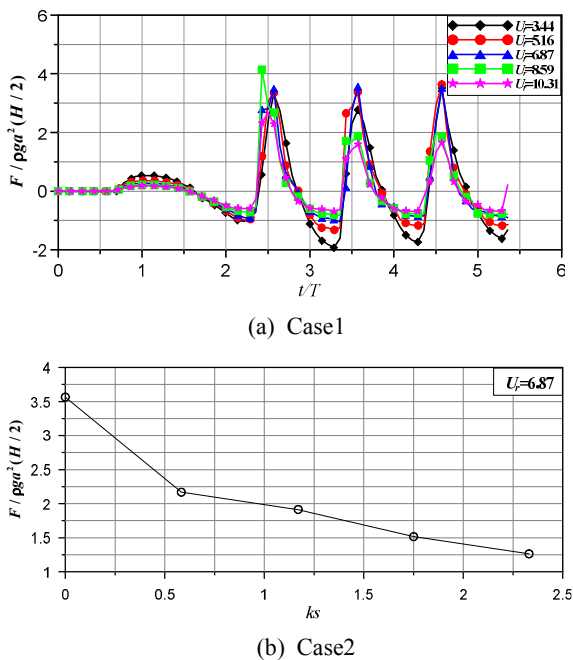 6
4
2
0
-2
F / ρga²(H / 2)
0 1 2 3 4 5 6
t/T
Uᵣ=3.44
Uᵣ=5.16
Uᵣ=6.87
Uᵣ=8.59
Uᵣ=10.31
(a) Case1
4
3.5
3
2.5
2
1.5
1
F / ρga²(H / 2)
Uᵣ=6.87
0 0.5 1 1.5 2 2.5
ks
(b) Case2